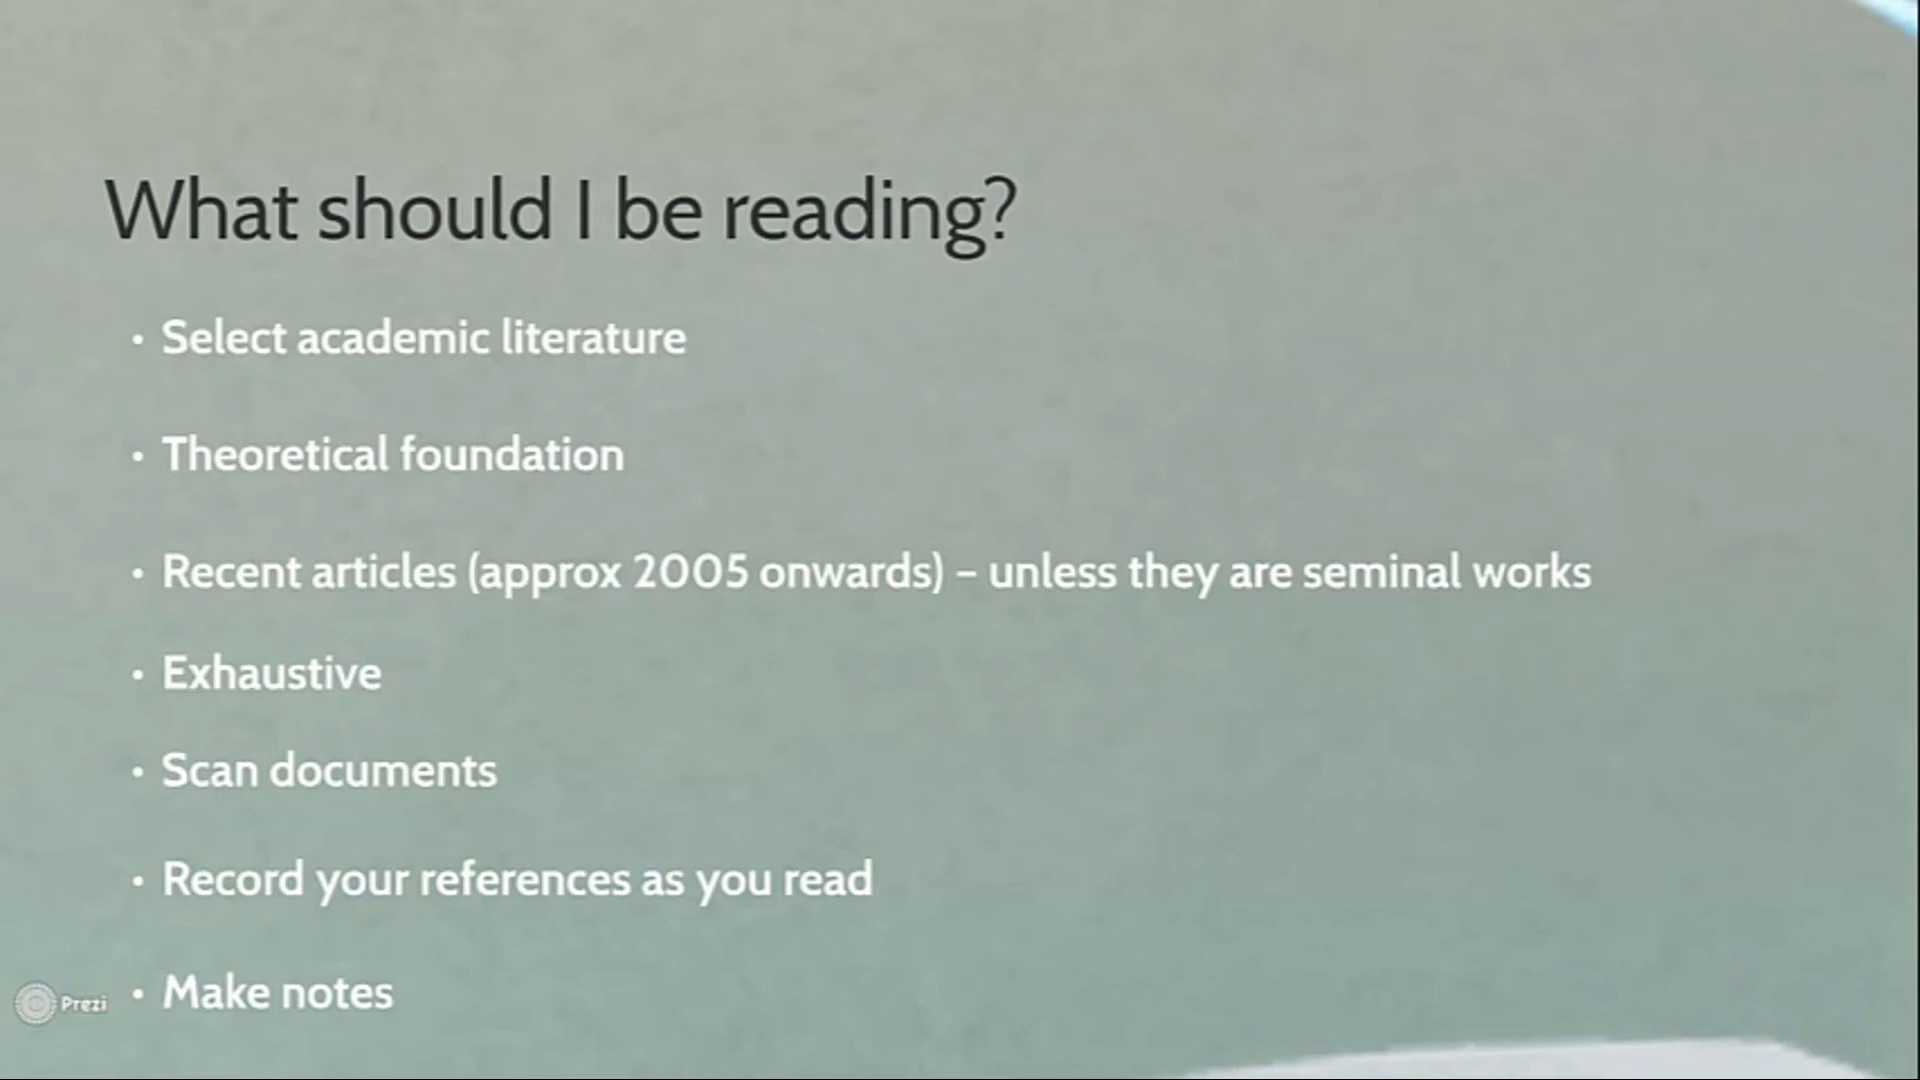 What should I be reading?
• Select academic literature
• Theoretical foundation
• Recent articles (approx 2005 onwards) – unless they are seminal works
• Exhaustive
• Scan documents
• Record your references as you read
• Make notes
Prezi